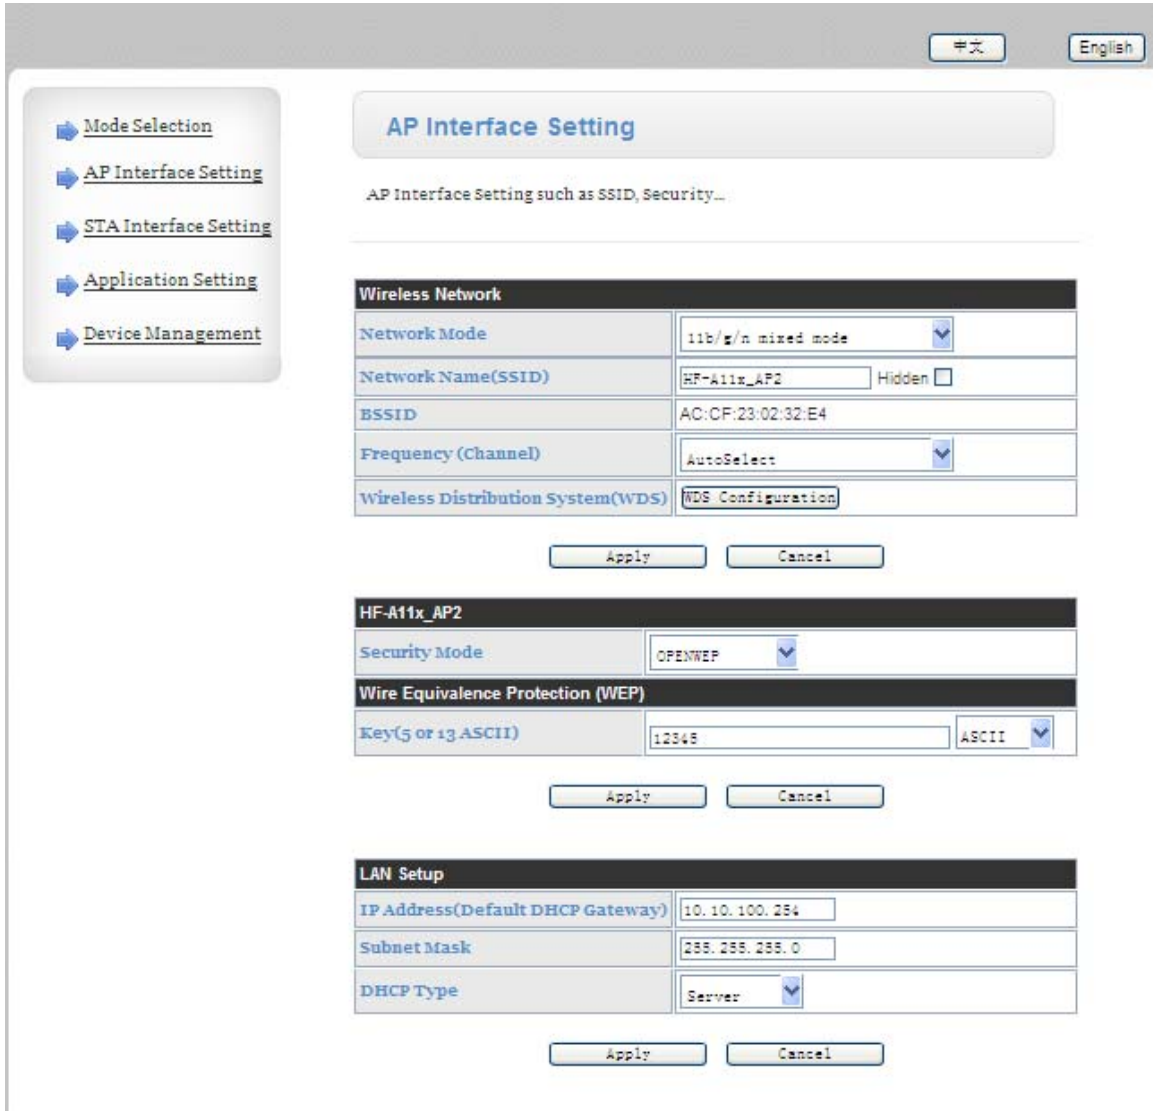 中文 English
Mode Selection
AP Interface Setting
STA Interface Setting
Application Setting
Device Management
AP Interface Setting
AP Interface Setting such as SSID, Security...
Wireless Network
Network Mode 11b/g/n mixed mode
Network Name(SSID) HF-A11x_AP2 Hidden
BSSID AC:CF:23:02:32:E4
Frequency (Channel) AutoSelect
Wireless Distribution System(WDS) WDS Configuration
Apply Cancel
HF-A11x_AP2
Security Mode OPENWEP
Wire Equivalence Protection (WEP)
Key(5 or 13 ASCII) 12345 ASCII
Apply Cancel
LAN Setup
IP Address(Default DHCP Gateway) 10.10.100.254
Subnet Mask 255.255.255.0
DHCP Type Server
Apply Cancel